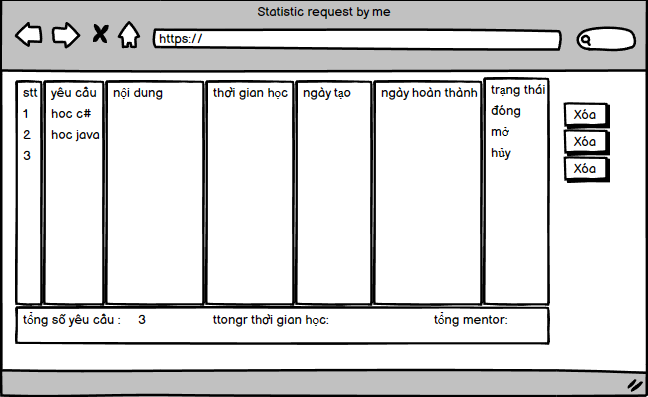 Statistic request by me
https://
stt yêu cầu nội dung thời gian học ngày tạo ngày hoàn thành trạng thái
1 hoc c# đóng Xóa
2 hoc java mở Xóa
3 hủy Xóa
tổng số yêu cầu : 3 ttongr thời gian học: tổng mentor: